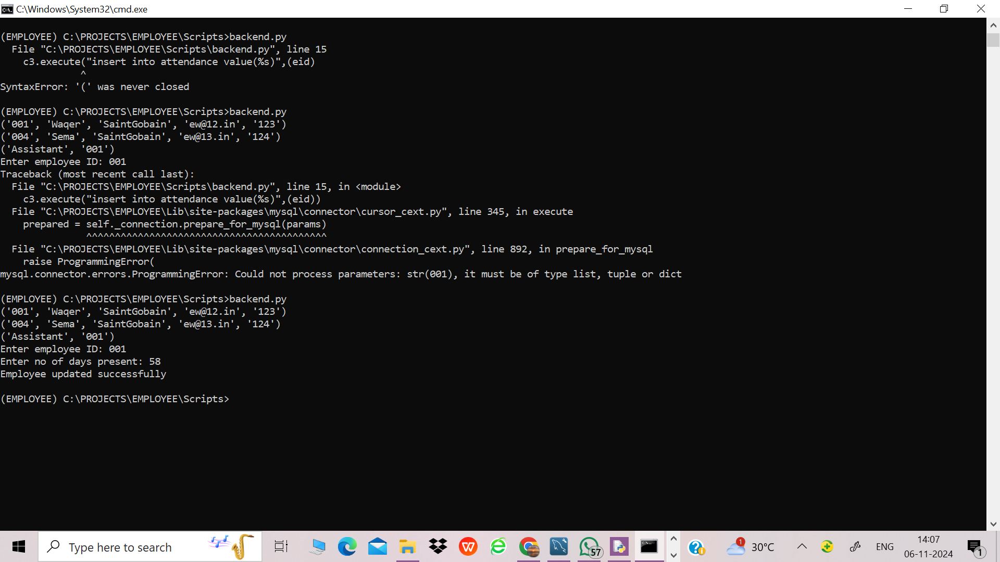 C:\Windows\System32\cmd.exe
(EMPLOYEE) C:\PROJECTS\EMPLOYEE\Scripts>backend.py
  File "C:\PROJECTS\EMPLOYEE\Scripts\backend.py", line 15
    c3.execute("insert into attendance value(%s)",(eid)
              ^
SyntaxError: '(' was never closed
(EMPLOYEE) C:\PROJECTS\EMPLOYEE\Scripts>backend.py
('001', 'Waqer', 'SaintGobain', 'ew@12.in', '123')
('004', 'Sema', 'SaintGobain', 'ew@13.in', '124')
('Assistant', '001')
Enter employee ID: 001
Traceback (most recent call last):
  File "C:\PROJECTS\EMPLOYEE\Scripts\backend.py", line 15, in <module>
    c3.execute("insert into attendance value(%s)",(eid))
  File "C:\PROJECTS\EMPLOYEE\Lib\site-packages\mysql\connector\cursor_cext.py", line 345, in execute
    prepared = self._connection.prepare_for_mysql(params)
               ^^^^^^^^^^^^^^^^^^^^^^^^^^^^^^^^^^^^^^^^^^
  File "C:\PROJECTS\EMPLOYEE\Lib\site-packages\mysql\connector\connection_cext.py", line 892, in prepare_for_mysql
    raise ProgrammingError(
mysql.connector.errors.ProgrammingError: Could not process parameters: str(001), it must be of type list, tuple or dict
(EMPLOYEE) C:\PROJECTS\EMPLOYEE\Scripts>backend.py
('001', 'Waqer', 'SaintGobain', 'ew@12.in', '123')
('004', 'Sema', 'SaintGobain', 'ew@13.in', '124')
('Assistant', '001')
Enter employee ID: 001
Enter no of days present: 58
Employee updated successfully
(EMPLOYEE) C:\PROJECTS\EMPLOYEE\Scripts>
Type here to search
57
1
30°C
ENG
14:07
06-11-2024
1